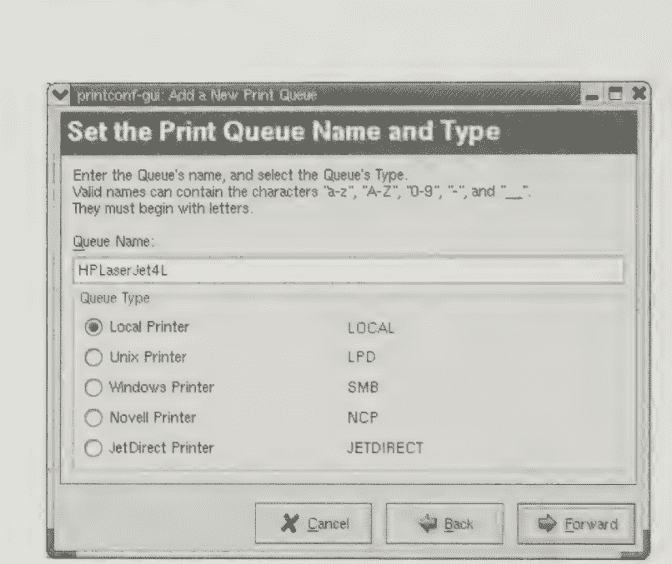 printconf-gui: Add a New Print Queue
Set the Print Queue Name and Type
Enter the Queue's name, and select the Queue's Type.
Valid names can contain the characters "a-z", "A-Z", "0-9", "-", and "__".
They must begin with letters.
Queue Name:
HPLaserJet4L
Queue Type
Local Printer LOCAL
Unix Printer LPD
Windows Printer SMB
Novell Printer NCP
JetDirect Printer JETDIRECT
Cancel Back Forward